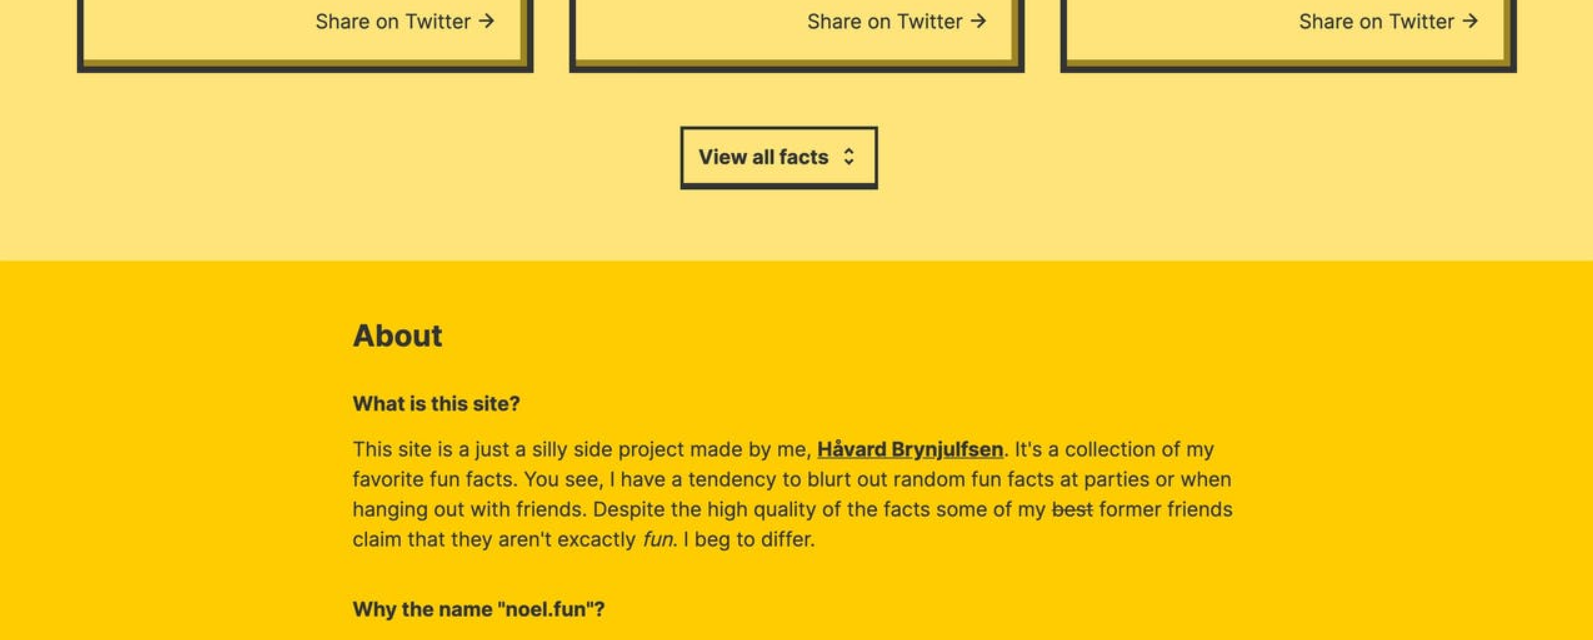 Share on Twitter → Share on Twitter → Share on Twitter →
View all facts
About
What is this site?
This site is a just a silly side project made by me, Håvard Brynjulfsen. It's a collection of my
favorite fun facts. You see, I have a tendency to blurt out random fun facts at parties or when
hanging out with friends. Despite the high quality of the facts some of my best former friends
claim that they aren't excactly fun. I beg to differ.
Why the name "noel.fun"?